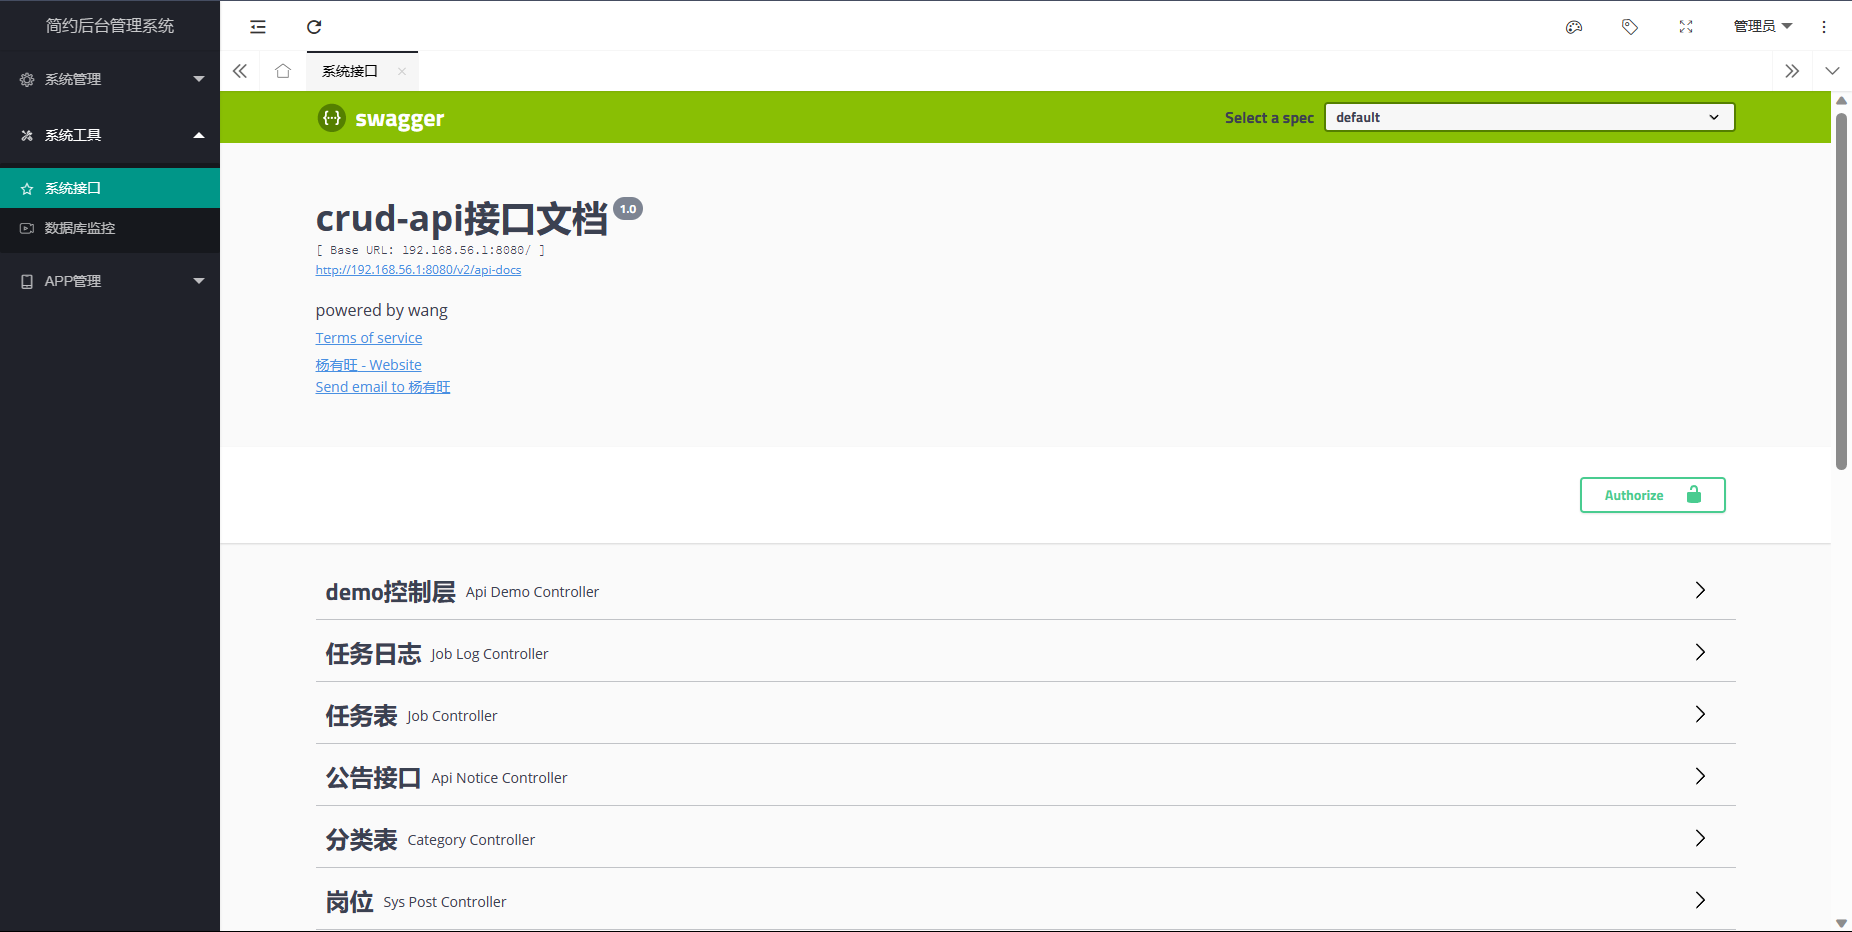 简约后台管理系统
管理员
系统管理
系统工具
系统接口
数据库监控
APP管理
系统接口
swagger
Select a spec
default
crud-api接口文档 1.0
[ Base URL: 192.168.56.1:8080/ ]
http://192.168.56.1:8080/v2/api-docs
powered by wang
Terms of service
杨有旺 - Website
Send email to 杨有旺
Authorize
demo控制层 Api Demo Controller
任务日志 Job Log Controller
任务表 Job Controller
公告接口 Api Notice Controller
分类表 Category Controller
岗位 Sys Post Controller